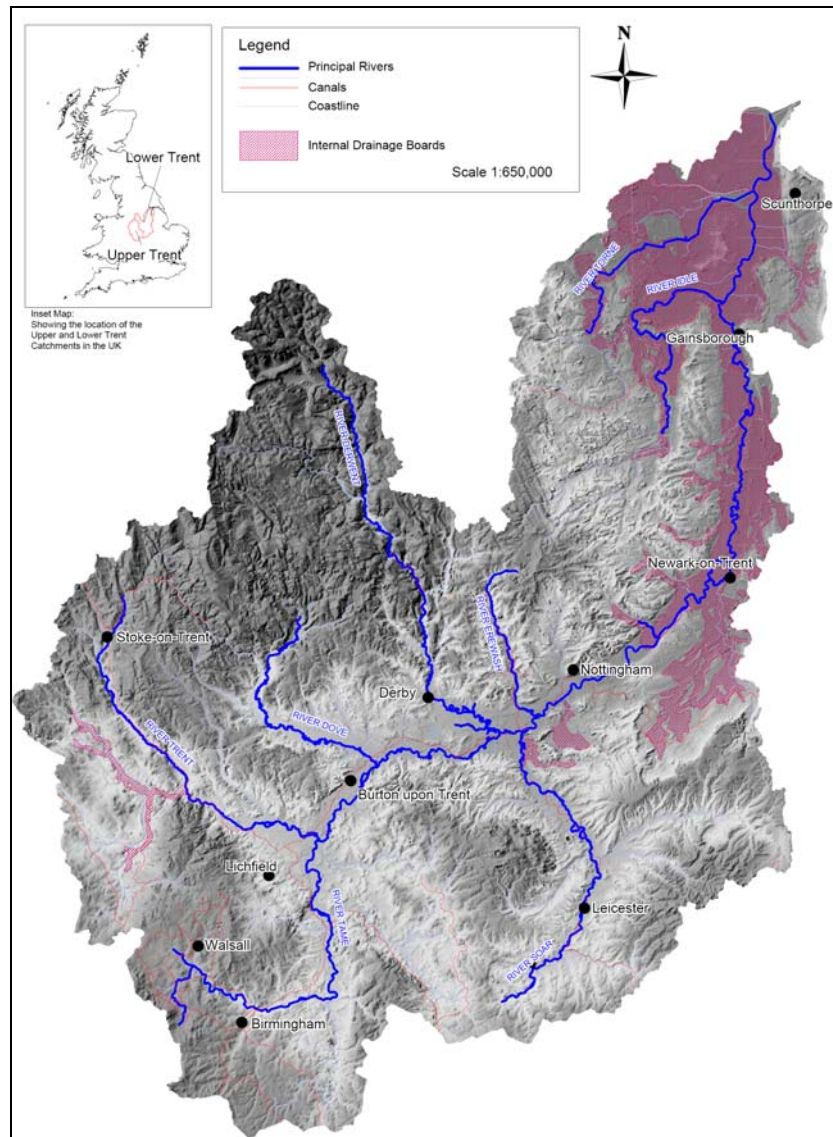 Lower Trent
Upper Trent
Inset Map:
Showing the location of the
Upper and Lower Trent
Catchments in the UK
Legend
Principal Rivers
Canals
Coastline
Internal Drainage Boards
Scale 1:650,000
N
Scunthorpe
RIVER TORNE
RIVER IDLE
Gainsborough
RIVER DERWENT
Newark-on-Trent
RIVER EREWASH
Stoke-on-Trent
Nottingham
Derby
RIVER DOVE
RIVER TRENT
Burton upon Trent
Lichfield
RIVER TAME
Leicester
Walsall
RIVER SOAR
Birmingham